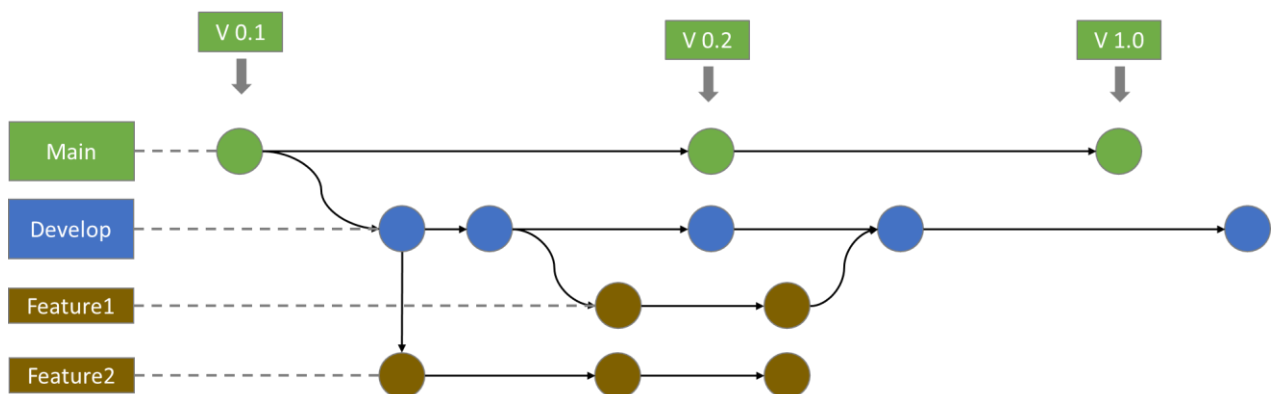 V 0.1
V 0.2
V 1.0
Main
Develop
Feature1
Feature2